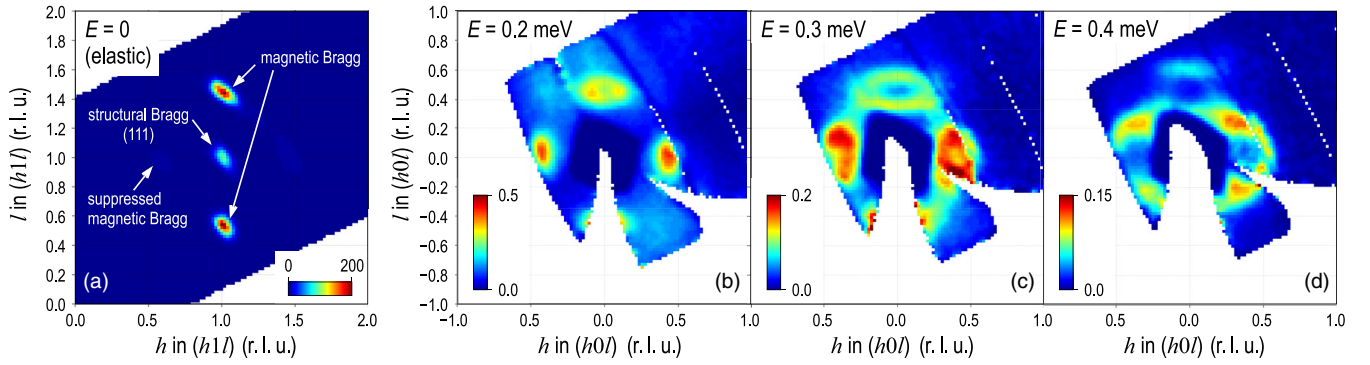 E = 0
(elastic)
magnetic Bragg
structural Bragg
(111)
suppressed
magnetic Bragg
(a)
0 200
2.0
1.8
1.6
1.4
1.2
1.0
0.8
0.6
0.4
0.2
0.0
l in (h1l) (r. l. u.)
0.0 0.5 1.0 1.5 2.0
h in (h1l) (r. l. u.)
E = 0.2 meV
0.5
0.0
(b)
1.0
0.8
0.6
0.4
0.2
0.0
−0.2
−0.4
−0.6
−0.8
−1.0
l in (h0l) (r. l. u.)
−1.0 0.5 0.0 0.5
h in (h0l) (r. l. u.)
E = 0.3 meV
0.2
0.0
(c)
0.5 0.0 0.5
h in (h0l) (r. l. u.)
E = 0.4 meV
0.15
0.0
(d)
0.5 0.0 0.5 1.0
h in (h0l) (r. l. u.)